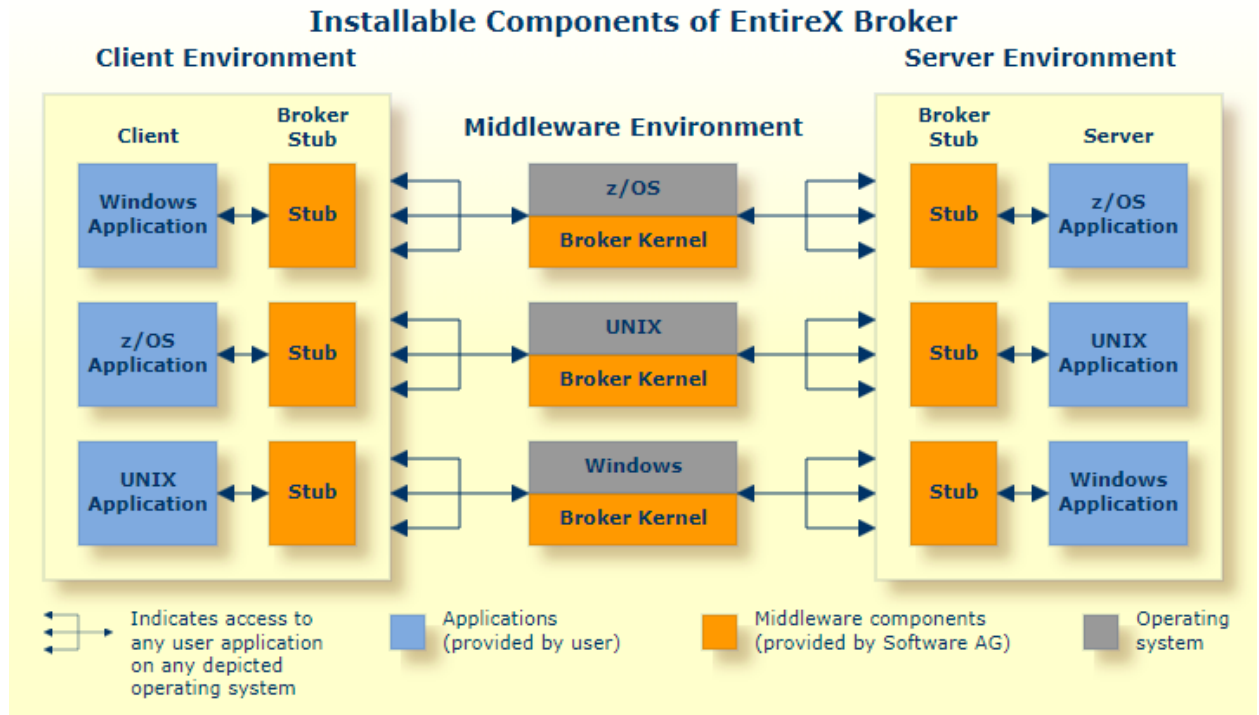 Installable Components of EntireX Broker
Client Environment
Server Environment
Middleware Environment
Client
Broker
Stub
Broker
Stub
Server
Windows
Application
Stub
z/OS
Broker Kernel
Stub
z/OS
Application
z/OS
Application
Stub
UNIX
Broker Kernel
Stub
UNIX
Application
UNIX
Application
Stub
Windows
Broker Kernel
Stub
Windows
Application
Indicates access to
any user application
on any depicted
operating system
Applications
(provided by user)
Middleware components
(provided by Software AG)
Operating
system